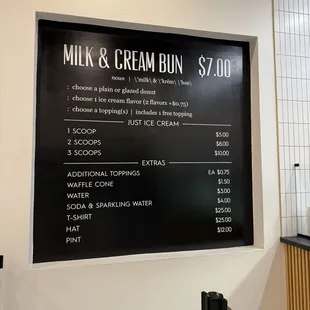 MILK & CREAM BUN $7.00
noun | \'milk\ & \'krēm\ \'bən\
: choose a plain or glazed donut
: choose 1 ice cream flavor (2 flavors +$0.75)
: choose a topping(s) | includes 1 free topping
JUST ICE CREAM
1 SCOOP $5.00
2 SCOOPS $8.00
3 SCOOPS $10.00
EXTRAS
ADDITIONAL TOPPINGS EA $0.75
WAFFLE CONE $1.50
WATER $3.00
SODA & SPARKLING WATER $4.00
T-SHIRT $25.00
HAT $25.00
PINT $12.00